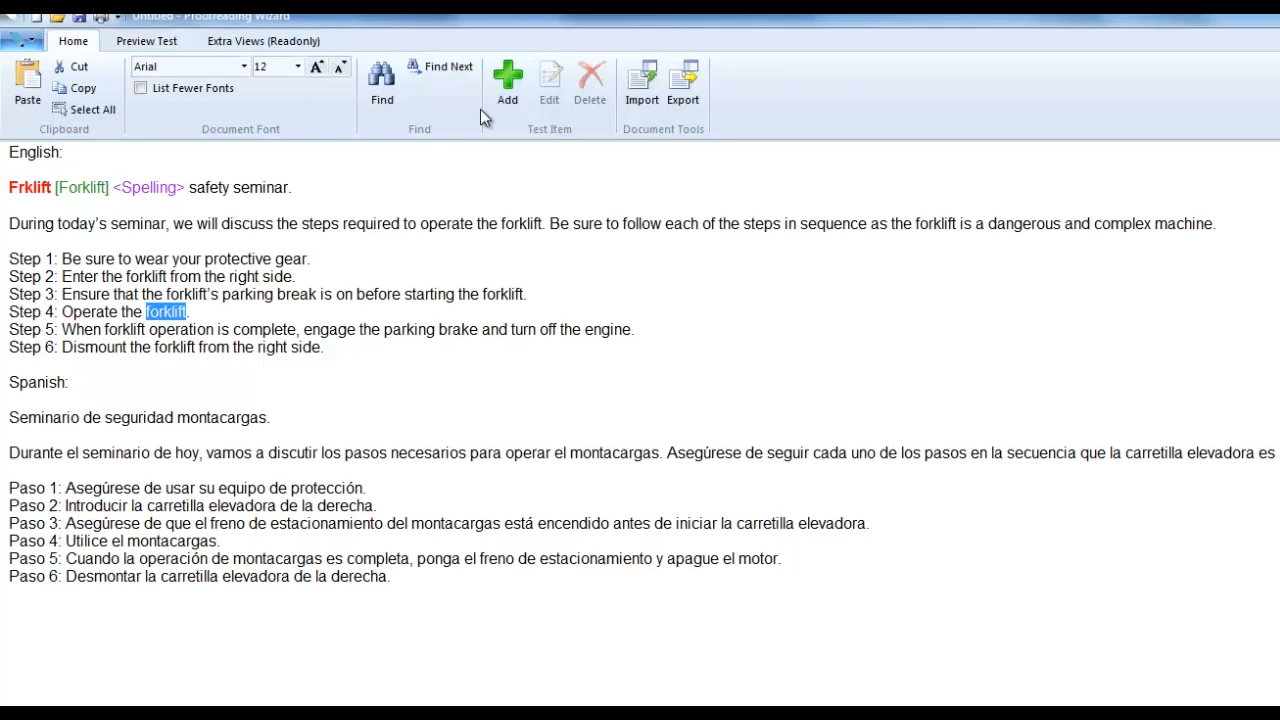 Untitled - Proofreading Wizard
Home Preview Test Extra Views (Readonly)
Paste
Cut
Copy
Select All
Clipboard
Arial 12
List Fewer Fonts
Document Font
Find
Find Next
Find
Add Edit Delete
Test Item
Import Export
Document Tools
English:
Frklift [Forklift] <Spelling> safety seminar.
During today's seminar, we will discuss the steps required to operate the forklift. Be sure to follow each of the steps in sequence as the forklift is a dangerous and complex machine.
Step 1: Be sure to wear your protective gear.
Step 2: Enter the forklift from the right side.
Step 3: Ensure that the forklift's parking break is on before starting the forklift.
Step 4: Operate the forklift.
Step 5: When forklift operation is complete, engage the parking brake and turn off the engine.
Step 6: Dismount the forklift from the right side.
Spanish:
Seminario de seguridad montacargas.
Durante el seminario de hoy, vamos a discutir los pasos necesarios para operar el montacargas. Asegúrese de seguir cada uno de los pasos en la secuencia que la carretilla elevadora es
Paso 1: Asegúrese de usar su equipo de protección.
Paso 2: Introducir la carretilla elevadora de la derecha.
Paso 3: Asegúrese de que el freno de estacionamiento del montacargas está encendido antes de iniciar la carretilla elevadora.
Paso 4: Utilice el montacargas.
Paso 5: Cuando la operación de montacargas es completa, ponga el freno de estacionamiento y apague el motor.
Paso 6: Desmontar la carretilla elevadora de la derecha.